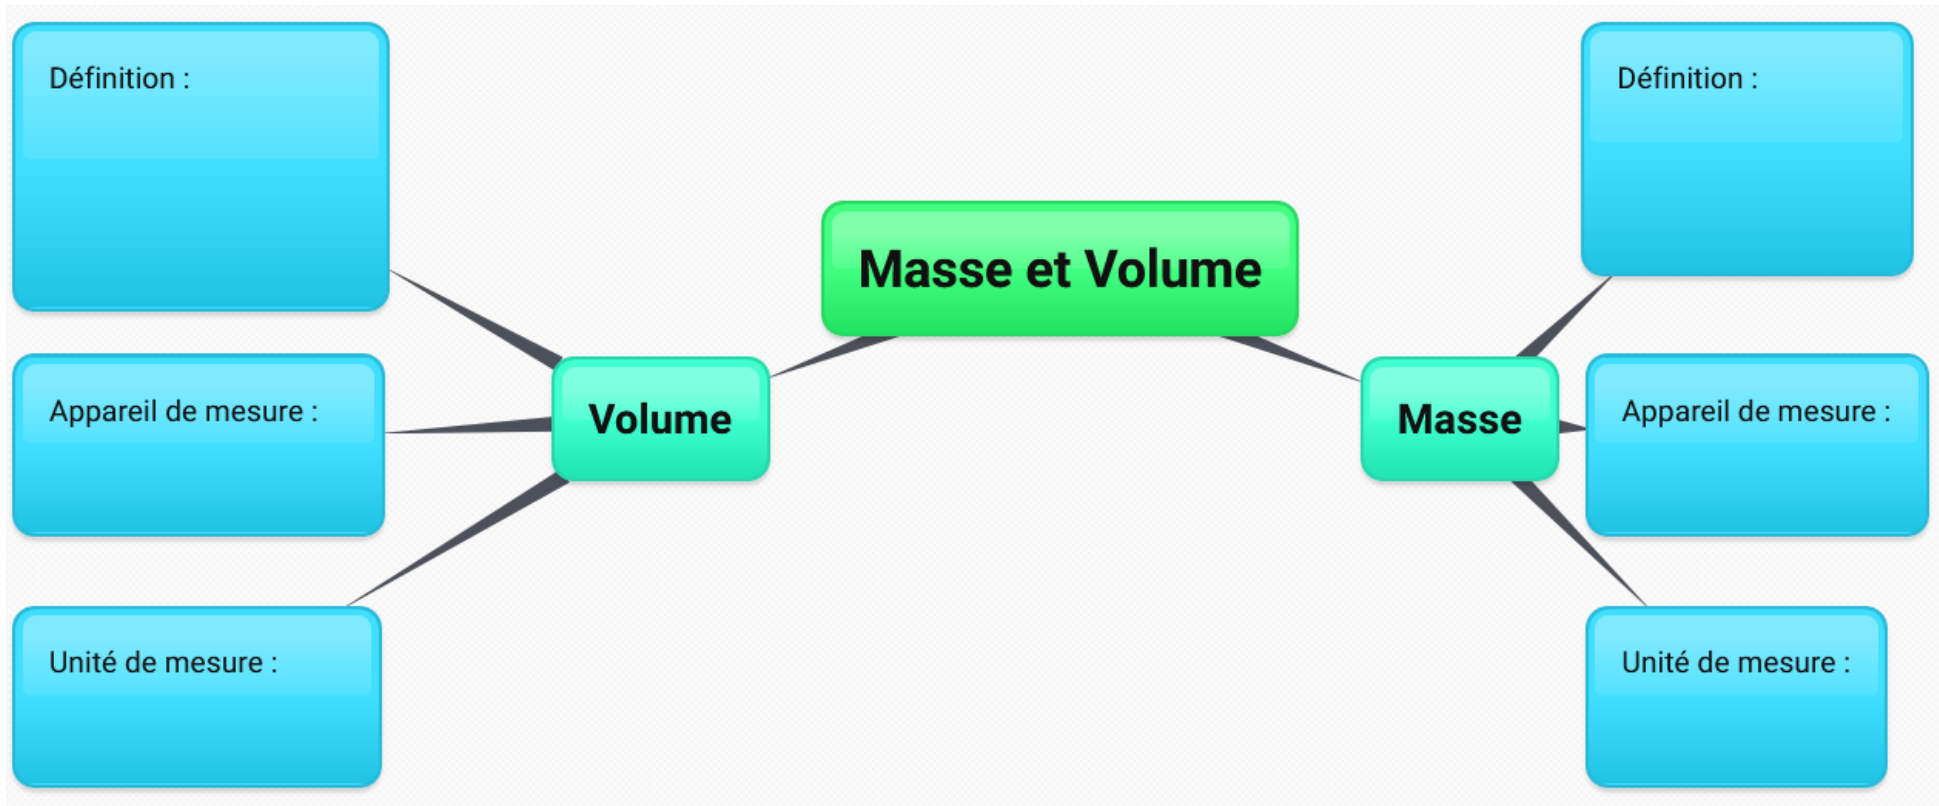 Masse et Volume
Volume
Définition :
Appareil de mesure :
Unité de mesure :
Masse
Définition :
Appareil de mesure :
Unité de mesure :